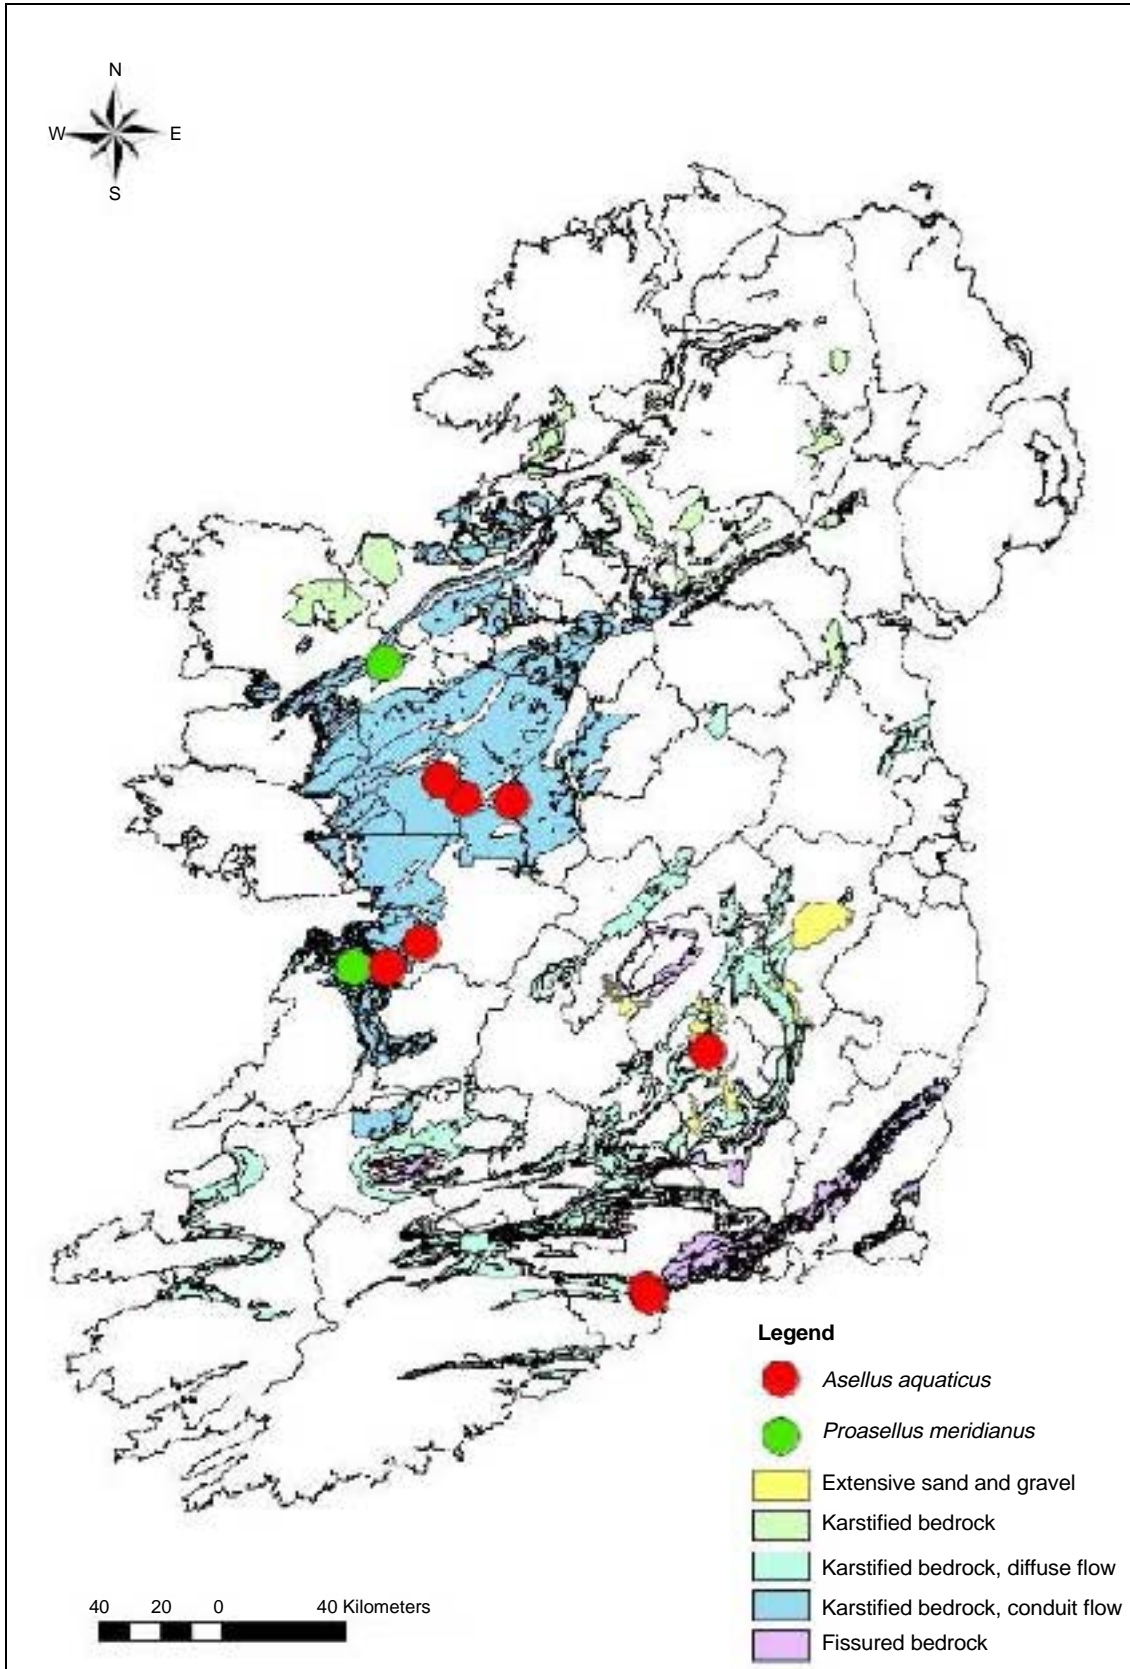 N
W E
S
Legend
Asellus aquaticus
Proasellus meridianus
Extensive sand and gravel
Karstified bedrock
Karstified bedrock, diffuse flow
Karstified bedrock, conduit flow
Fissured bedrock
40 20 0 40 Kilometers